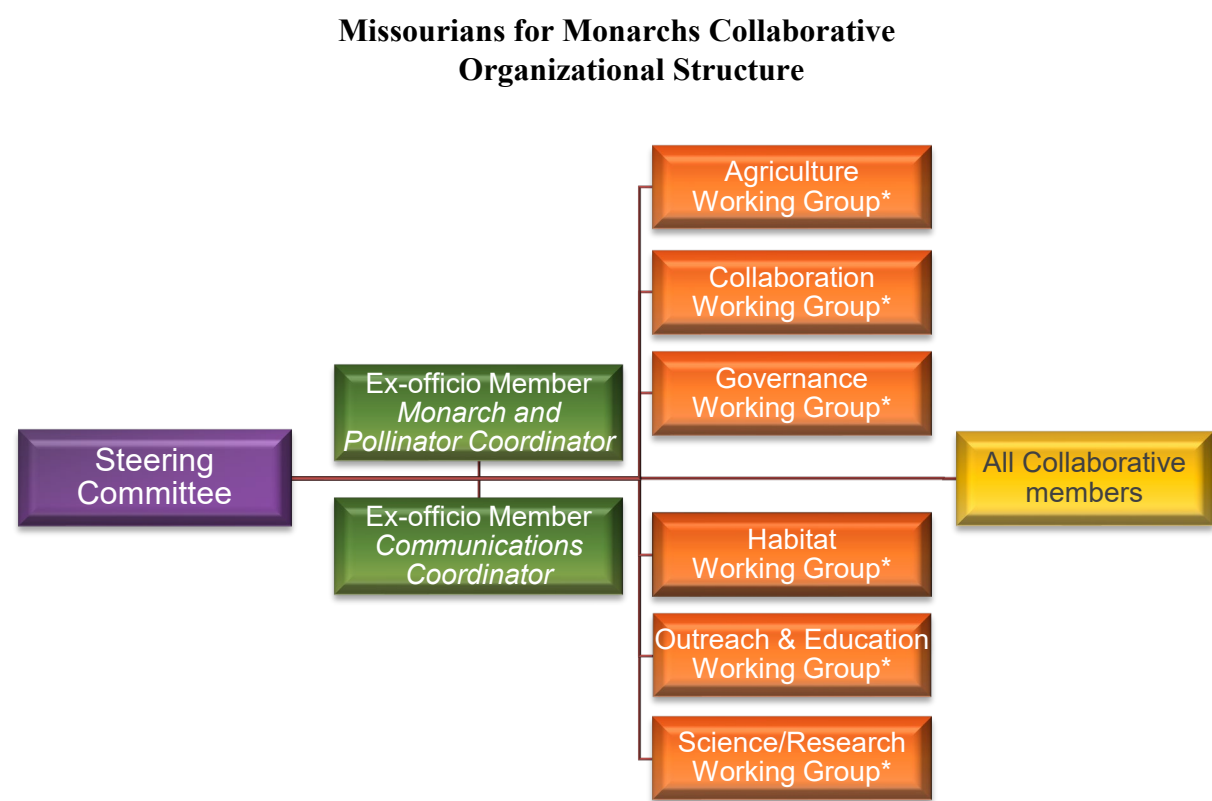 Missourians for Monarchs Collaborative
Organizational Structure
Agriculture
Working Group*
Collaboration
Working Group*
Governance
Working Group*
Ex-officio Member
Monarch and
Pollinator Coordinator
Steering
Committee
All Collaborative
members
Ex-officio Member
Communications
Coordinator
Habitat
Working Group*
Outreach & Education
Working Group*
Science/Research
Working Group*